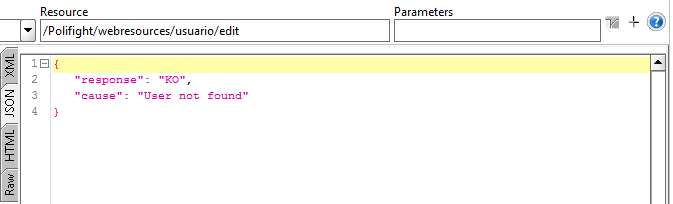 Resource
Parameters
/Polifight/webresources/usuario/edit
XML
JSON
HTML
Raw
1 {
2 "response": "KO",
3 "cause": "User not found"
4 }